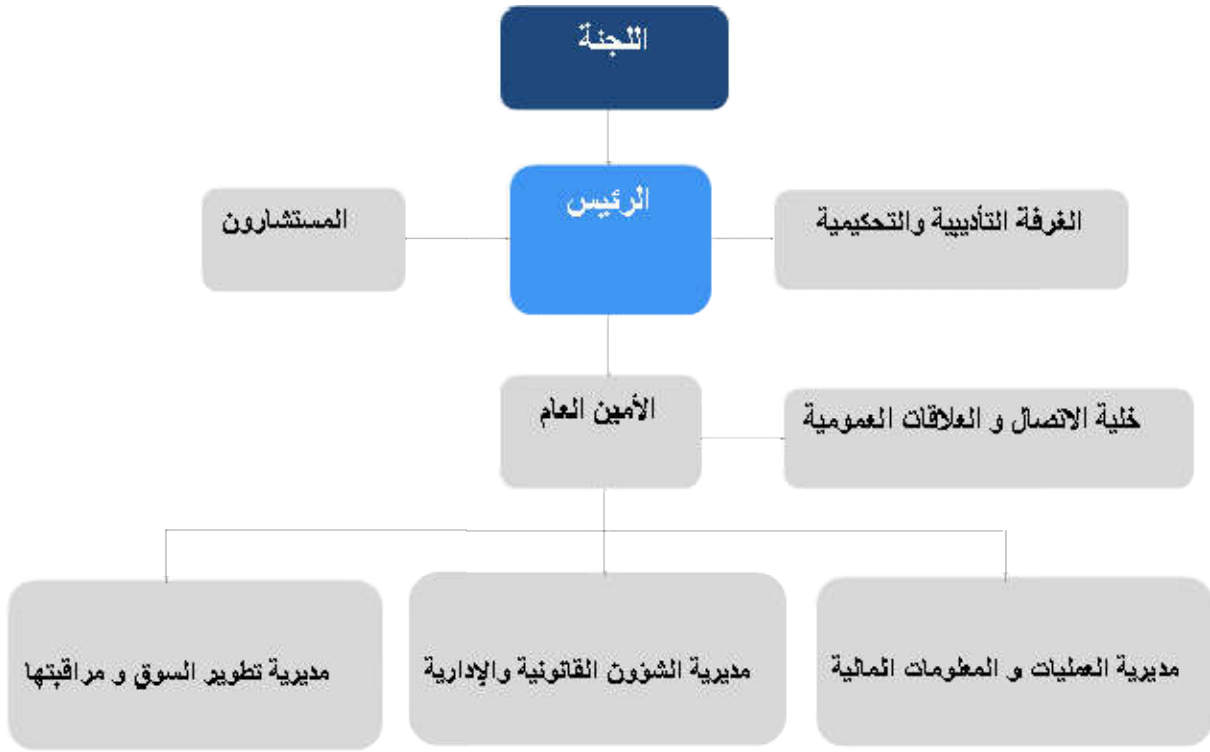 اللجنة
الرئيس
الغرفة التأديبية والتحكيمية
المستشارون
الأمين العام
خلية الاتصال و العلاقات العمومية
مديرية العمليات و المعلومات المالية
مديرية الشؤون القانونية والإدارية
مديرية تطوير السوق و مراقبتها